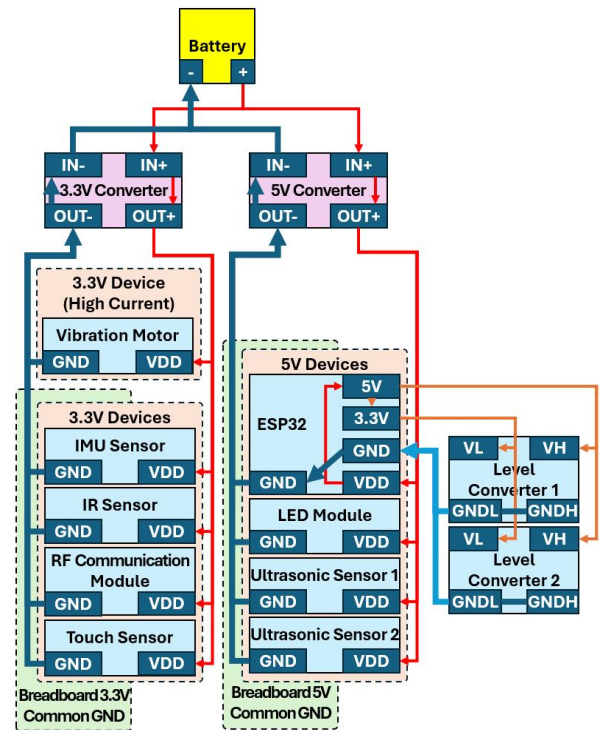 Battery
- +
IN- IN+
3.3V Converter
OUT- OUT+
IN- IN+
5V Converter
OUT- OUT+
3.3V Device
(High Current)
Vibration Motor
GND VDD
3.3V Devices
IMU Sensor
GND VDD
IR Sensor
GND VDD
RF Communication
Module
GND VDD
Touch Sensor
GND VDD
Breadboard 3.3V
Common GND
5V Devices
ESP32
5V
3.3V
GND
GND VDD
LED Module
GND VDD
Ultrasonic Sensor 1
GND VDD
Ultrasonic Sensor 2
GND VDD
Breadboard 5V
Common GND
VL VH
Level
Converter 1
GNDL GNDH
VL VH
Level
Converter 2
GNDL GNDH